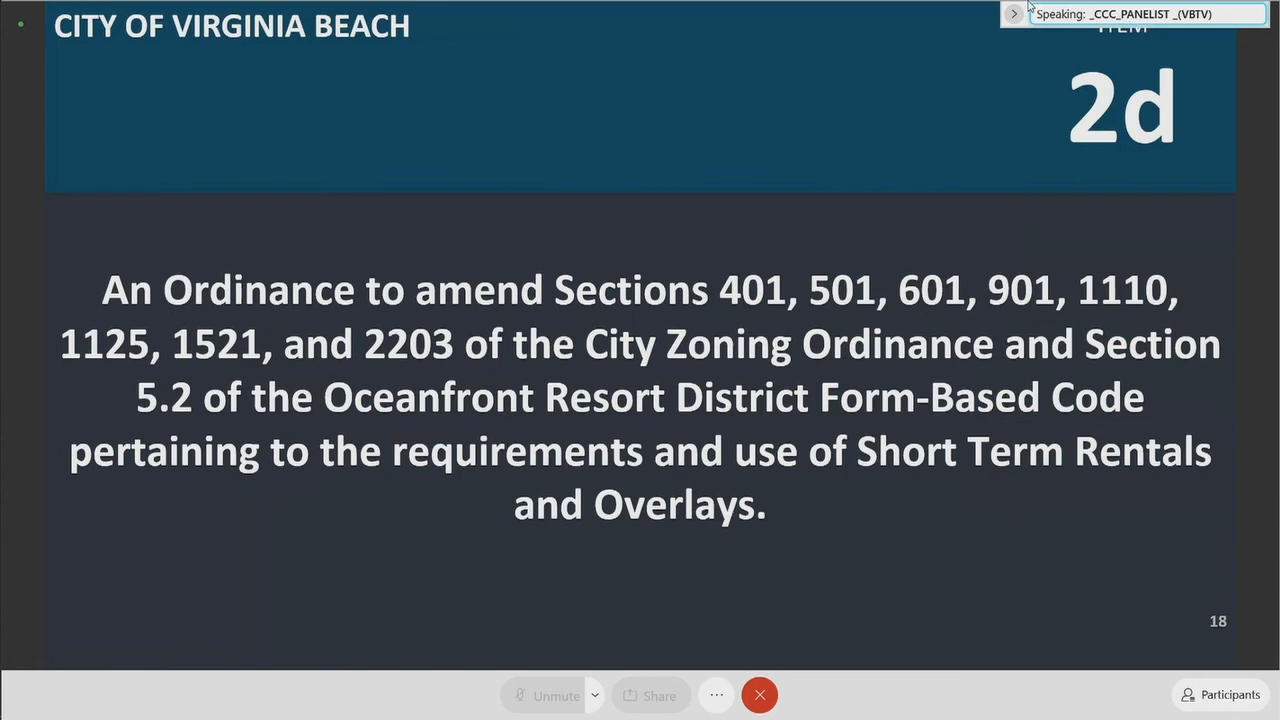 CITY OF VIRGINIA BEACH
Speaking: _CCC_PANELIST _(VBTV)
ITEM
2d
An Ordinance to amend Sections 401, 501, 601, 901, 1110,
1125, 1521, and 2203 of the City Zoning Ordinance and Section
5.2 of the Oceanfront Resort District Form-Based Code
pertaining to the requirements and use of Short Term Rentals
and Overlays.
18
Unmute
Share
Participants